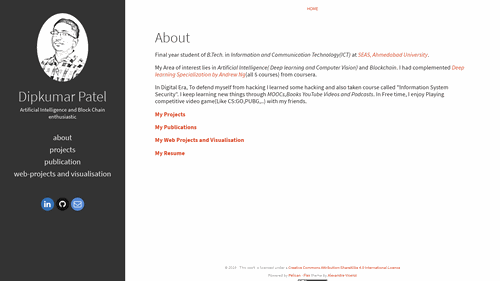 HOME
Dipkumar Patel
Artificial Intelligence and Block Chain
enthusiastic
about
projects
publication
web-projects and visualisation
About
Final year student of B.Tech. in Information and Communication Technology(ICT) at SEAS, Ahmedabad University.
My Area of interest lies in Artificial Intelligence( Deep learning and Computer Vision) and Blockchain. I had complemented Deep
learning Specialization by Andrew Ng(all 5 courses) from coursera.
In Digital Era, To defend myself from hacking I learned some hacking and also taken course called "Information System
Security". I keep learning new things through MOOCs,Books YouTube Videos and Podcasts. In Free time, I enjoy Playing
competitive video game(Like CS:GO,PUBG,..) with my friends.
My Projects
My Publications
My Web Projects and Visualisation
My Resume
© 2018 This work is licensed under a Creative Commons Attribution-ShareAlike 4.0 International License
Powered by Pelican - Flex theme by Alexandre Vicenzi